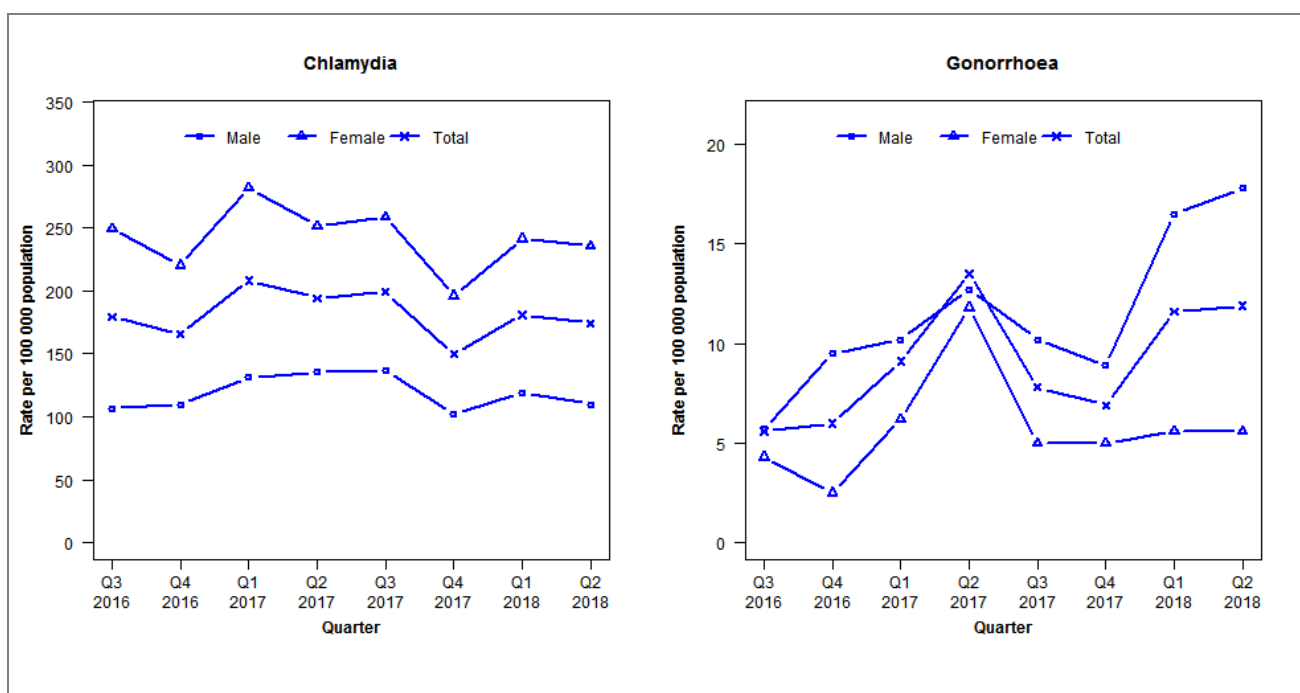 Chlamydia
350
300
250
200
150
100
50
0
Rate per 100 000 population
Male Female Total
Q3 Q4 Q1 Q2 Q3 Q4 Q1 Q2
2016 2016 2017 2017 2017 2017 2018 2018
Quarter
Gonorrhoea
20
15
10
5
0
Rate per 100 000 population
Male Female Total
Q3 Q4 Q1 Q2 Q3 Q4 Q1 Q2
2016 2016 2017 2017 2017 2017 2018 2018
Quarter